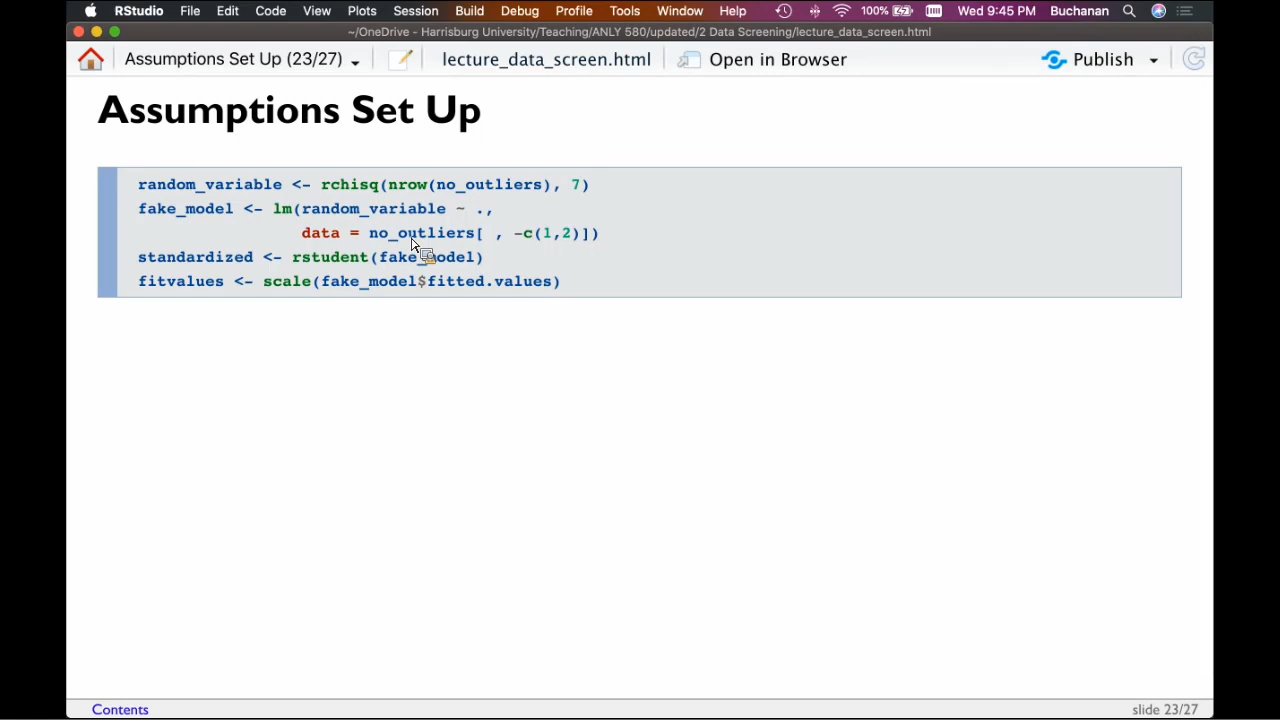 RStudio File Edit Code View Plots Session Build Debug Profile Tools Window Help 100% Wed 9:45 PM Buchanan
~/OneDrive - Harrisburg University/Teaching/ANLY 580/updated/2 Data Screening/lecture_data_screen.html
Assumptions Set Up (23/27) lecture_data_screen.html Open in Browser Publish
Assumptions Set Up
random_variable <- rchisq(nrow(no_outliers), 7)
fake_model <- lm(random_variable ~ .,
data = no_outliers[ , -c(1,2)])
standardized <- rstudent(fake_model)
fitvalues <- scale(fake_model$fitted.values)
Contents slide 23/27